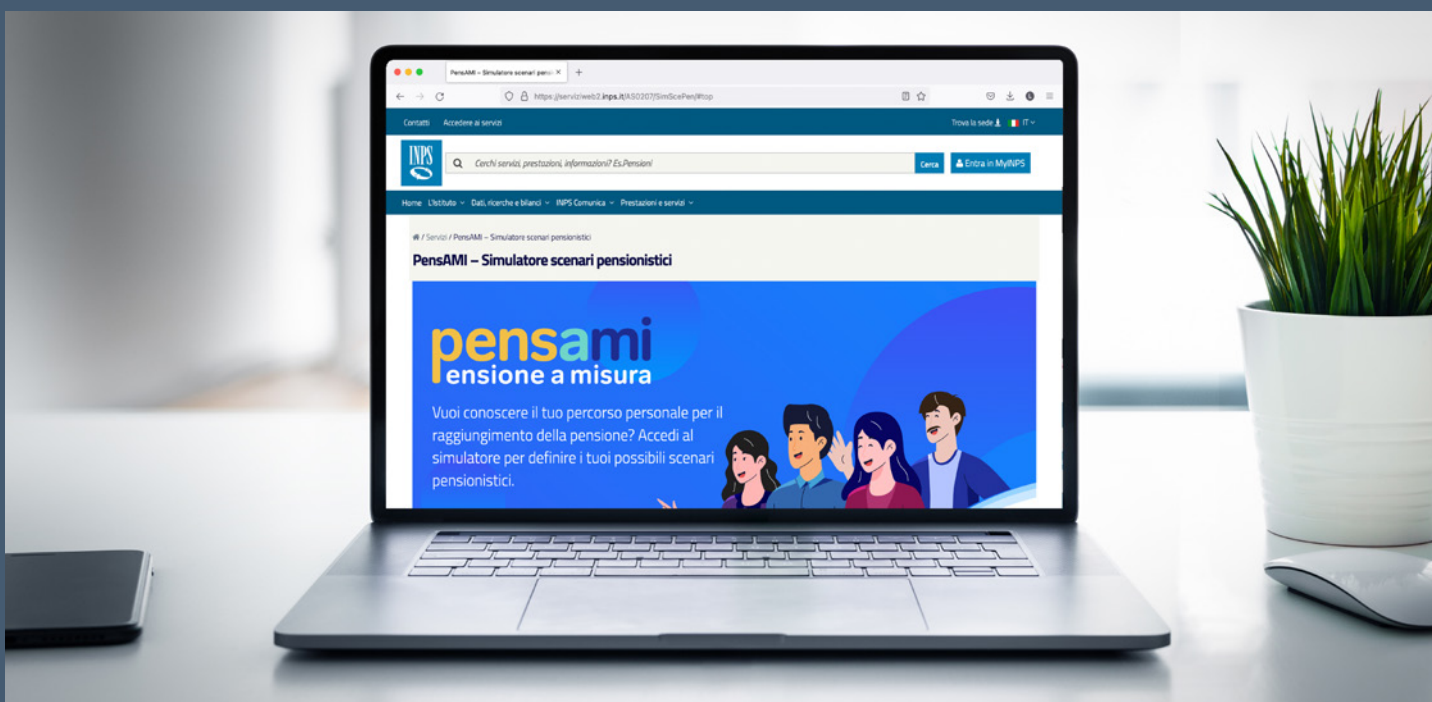 PensAMI – Simulatore scenari pensi
https://serviziweb2.inps.it/AS0207/SimScePen/#top
Contatti Accedere ai servizi Trova la sede IT
INPS
Cerchi servizi, prestazioni, informazioni? Es.Pensioni
Cerca
Entra in MyINPS
Home L'Istituto Dati, ricerche e bilanci INPS Comunica Prestazioni e servizi
/ Servizi / PensAMI – Simulatore scenari pensionistici
PensAMI – Simulatore scenari pensionistici
pensami
ensione a misura
Vuoi conoscere il tuo percorso personale per il
raggiungimento della pensione? Accedi al
simulatore per definire i tuoi possibili scenari
pensionistici.